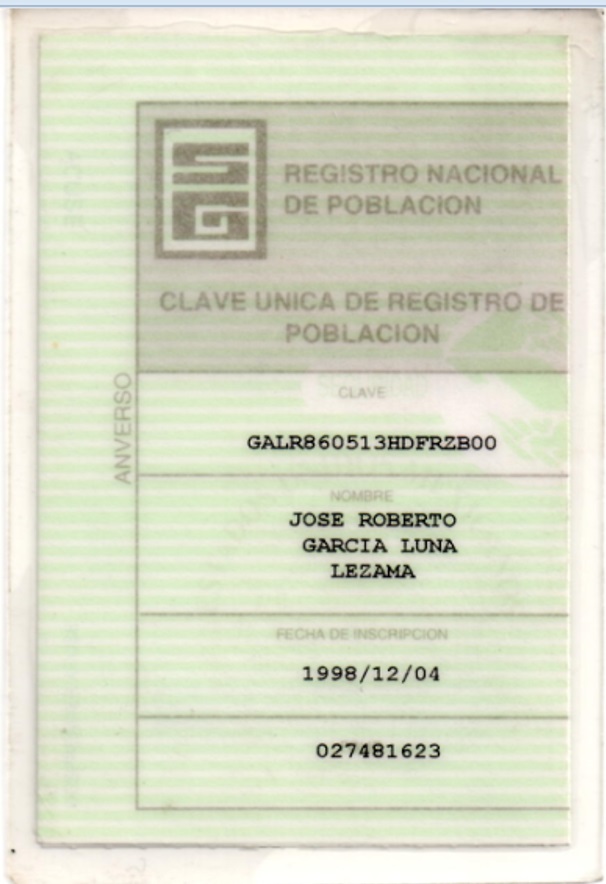 REGISTRO NACIONAL
DE POBLACION
CLAVE UNICA DE REGISTRO DE
POBLACION
ANVERSO
CLAVE
GALR860513HDFRZB00
NOMBRE
JOSE ROBERTO
GARCIA LUNA
LEZAMA
FECHA DE INSCRIPCION
1998/12/04
027481623